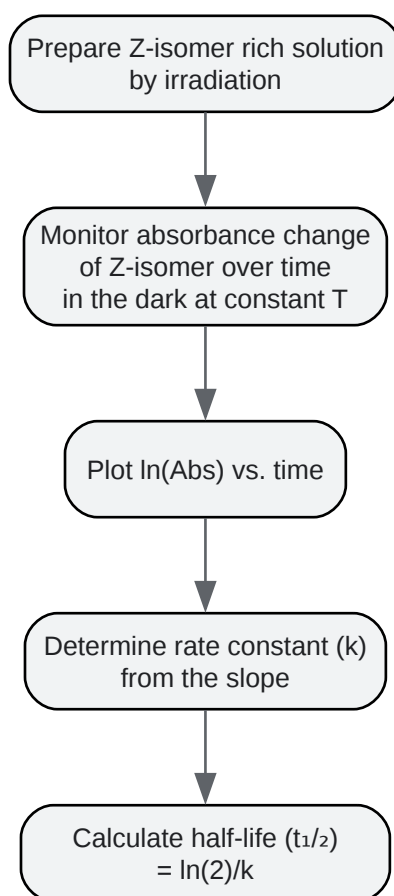 Prepare Z-isomer rich solution
by irradiation
Monitor absorbance change
of Z-isomer over time
in the dark at constant T
Plot ln(Abs) vs. time
Determine rate constant (k)
from the slope
Calculate half-life (t₁/₂)
= ln(2)/k